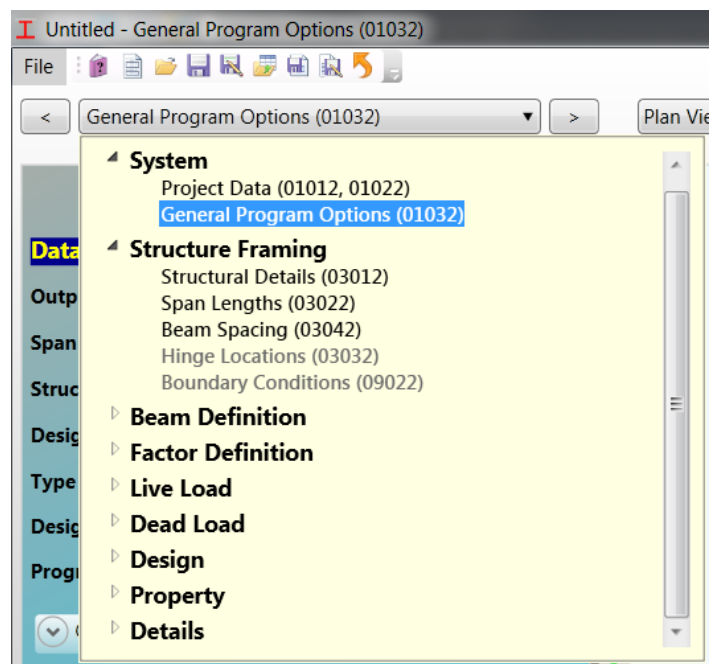 Untitled - General Program Options (01032)
File
< General Program Options (01032) > Plan Vie
System
Project Data (01012, 01022)
General Program Options (01032)
Data
Structure Framing
Structural Details (03012)
Outp
Span Lengths (03022)
Beam Spacing (03042)
Span
Hinge Locations (03032)
Boundary Conditions (09022)
Struc
Beam Definition
Desig
Factor Definition
Type
Live Load
Dead Load
Desig
Design
Progr
Property
Details